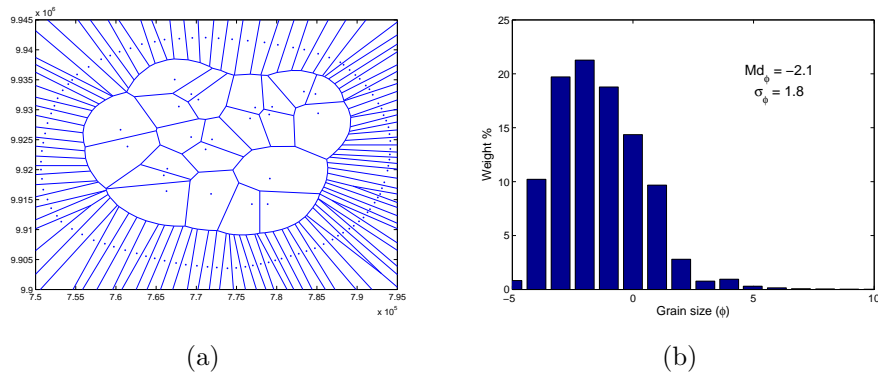 x 10^6
9.945
9.94
9.935
9.93
9.925
9.92
9.915
9.91
9.905
9.9
7.5 7.55 7.6 7.65 7.7 7.75 7.8 7.85 7.9 7.95
x 10^5
(a)
25
20
15
10
5
0
Weight %
Md_ϕ = −2.1
σ_ϕ = 1.8
-5 0 5 10
Grain size (ϕ)
(b)